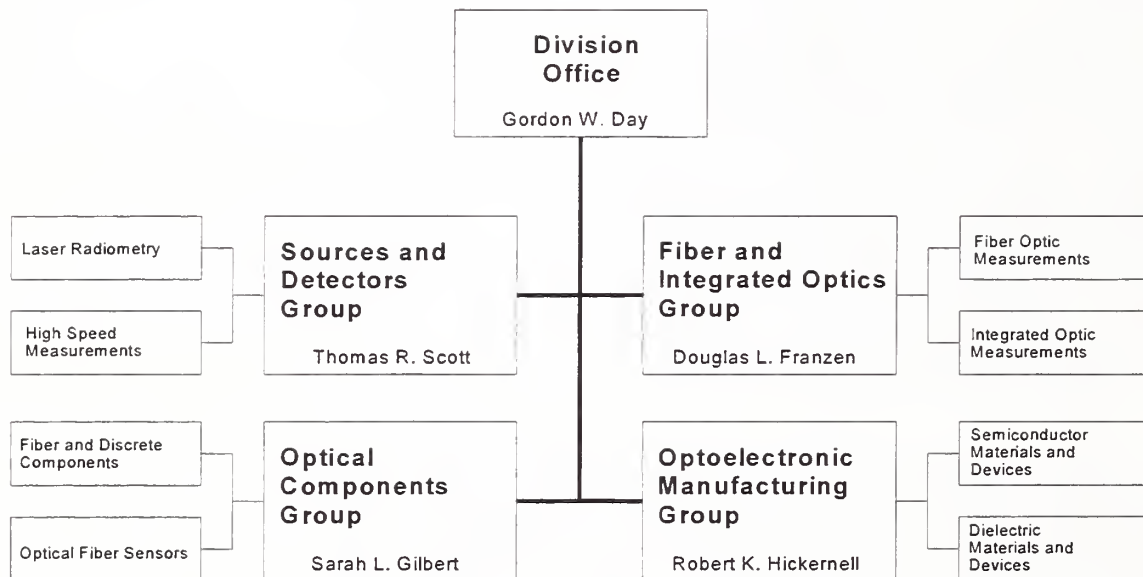 Division
Office
Gordon W. Day
Laser Radiometry
High Speed
Measurements
Sources and
Detectors
Group
Thomas R. Scott
Fiber and
Integrated Optics
Group
Douglas L. Franzen
Fiber Optic
Measurements
Integrated Optic
Measurements
Fiber and Discrete
Components
Optical Fiber Sensors
Optical
Components
Group
Sarah L. Gilbert
Optoelectronic
Manufacturing
Group
Robert K. Hickernell
Semiconductor
Materials and
Devices
Dielectric
Materials and
Devices